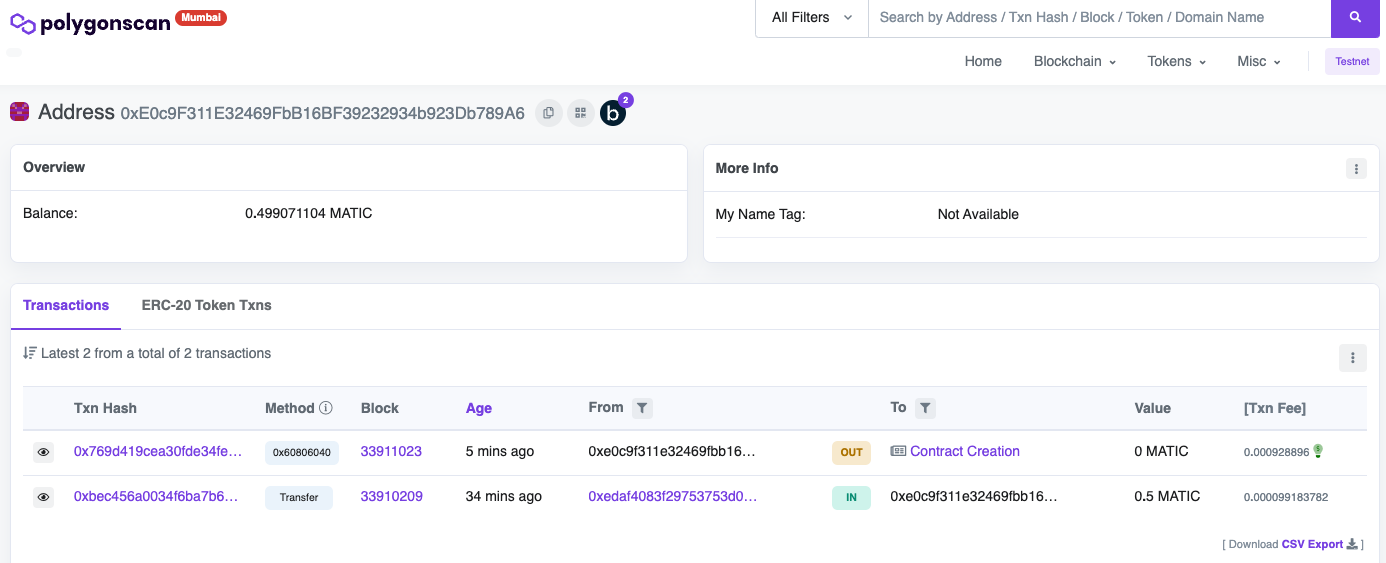 polygonscan Mumbai
All Filters Search by Address / Txn Hash / Block / Token / Domain Name
Home Blockchain Tokens Misc Testnet
Address 0xE0c9F311E32469FbB16BF39232934b923Db789A6 b 2
Overview
Balance: 0.499071104 MATIC
More Info
My Name Tag: Not Available
Transactions ERC-20 Token Txns
Latest 2 from a total of 2 transactions
Txn Hash Method Block Age From To Value [Txn Fee]
0x769d419cea30fde34fe... 0x60806040 33911023 5 mins ago 0xe0c9f311e32469fbb16... OUT Contract Creation 0 MATIC 0.000928896
0xbec456a0034f6ba7b6... Transfer 33910209 34 mins ago 0xedaf4083f29753753d0... IN 0xe0c9f311e32469fbb16... 0.5 MATIC 0.000099183782
[ Download CSV Export ]